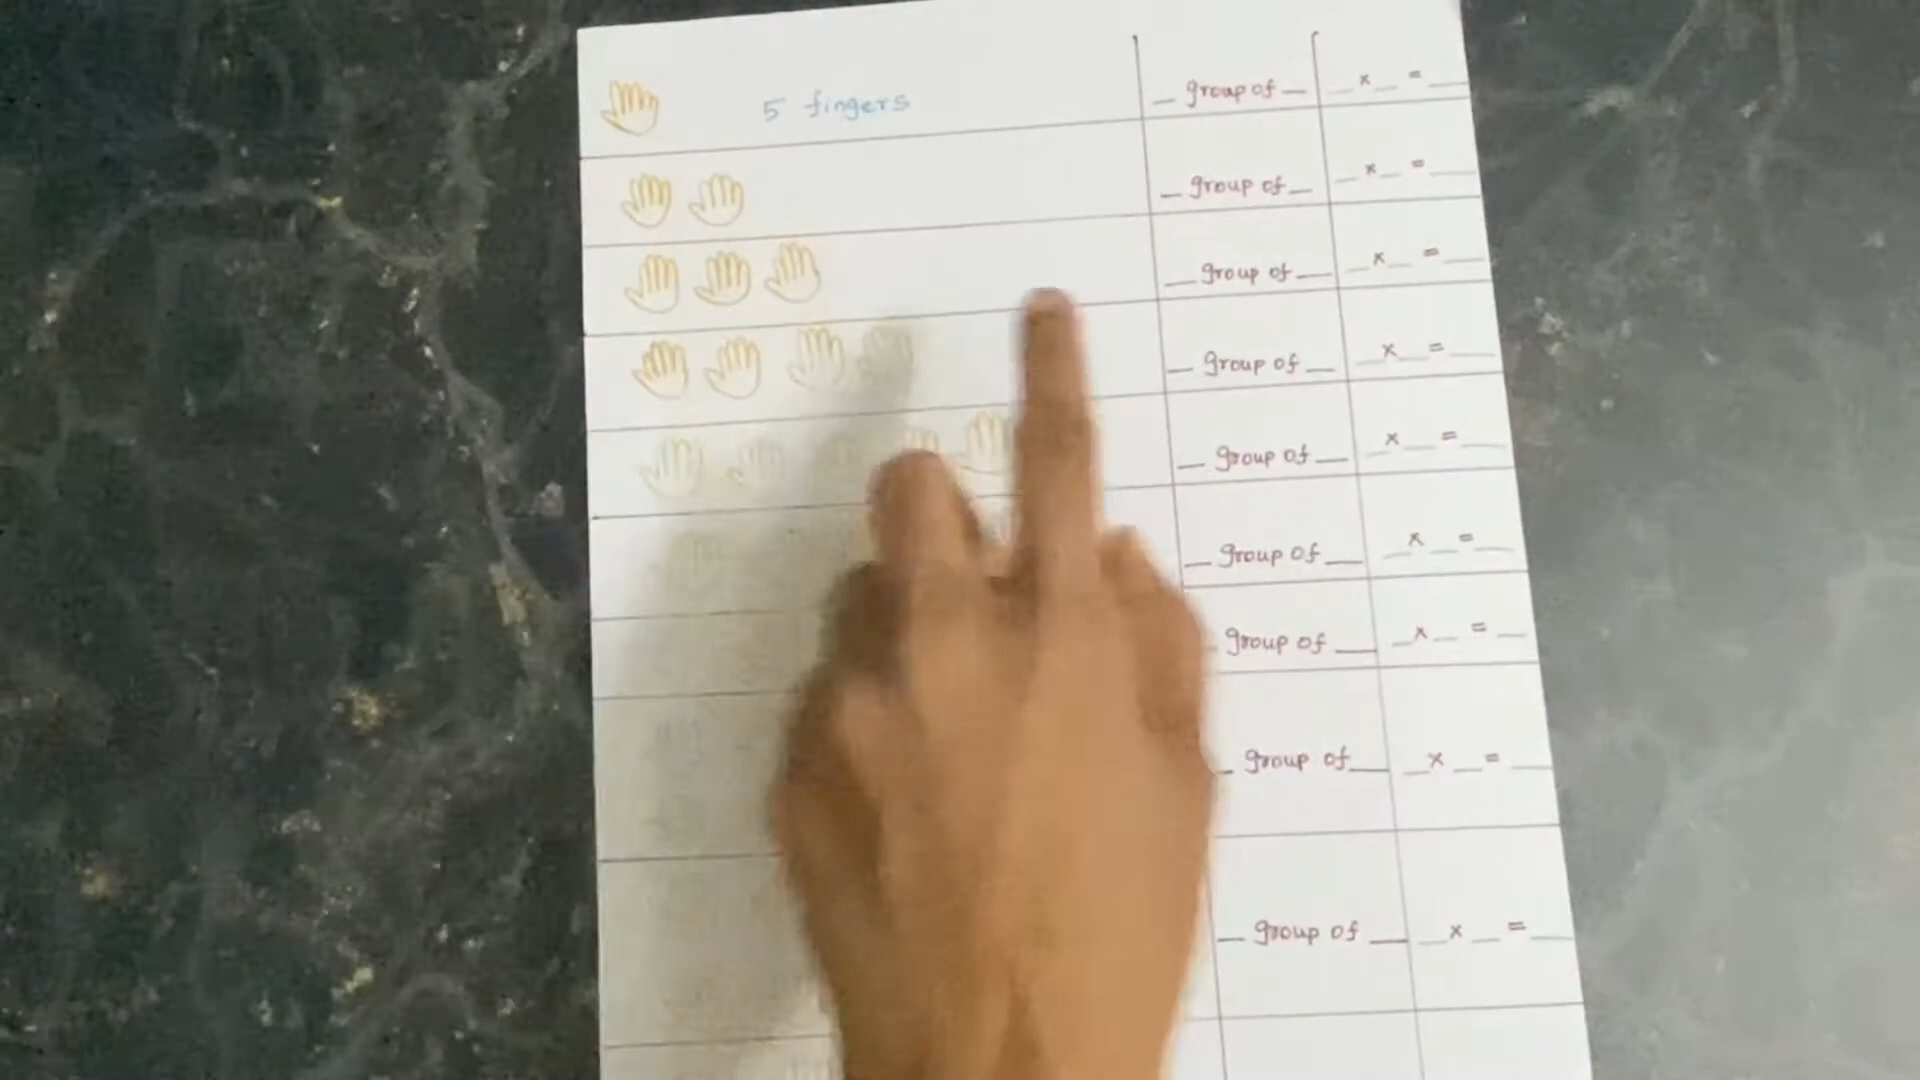 5 fingers __ group of __ __ x __ = __
__ group of __ __ x __ = __
__ group of __ __ x __ = __
__ group of __ __ x __ = __
__ group of __ __ x __ = __
__ group of __ __ x __ = __
group of __ __ x __ = __
__ group of __ __ x __ = __
__ group of __ __ x __ = __